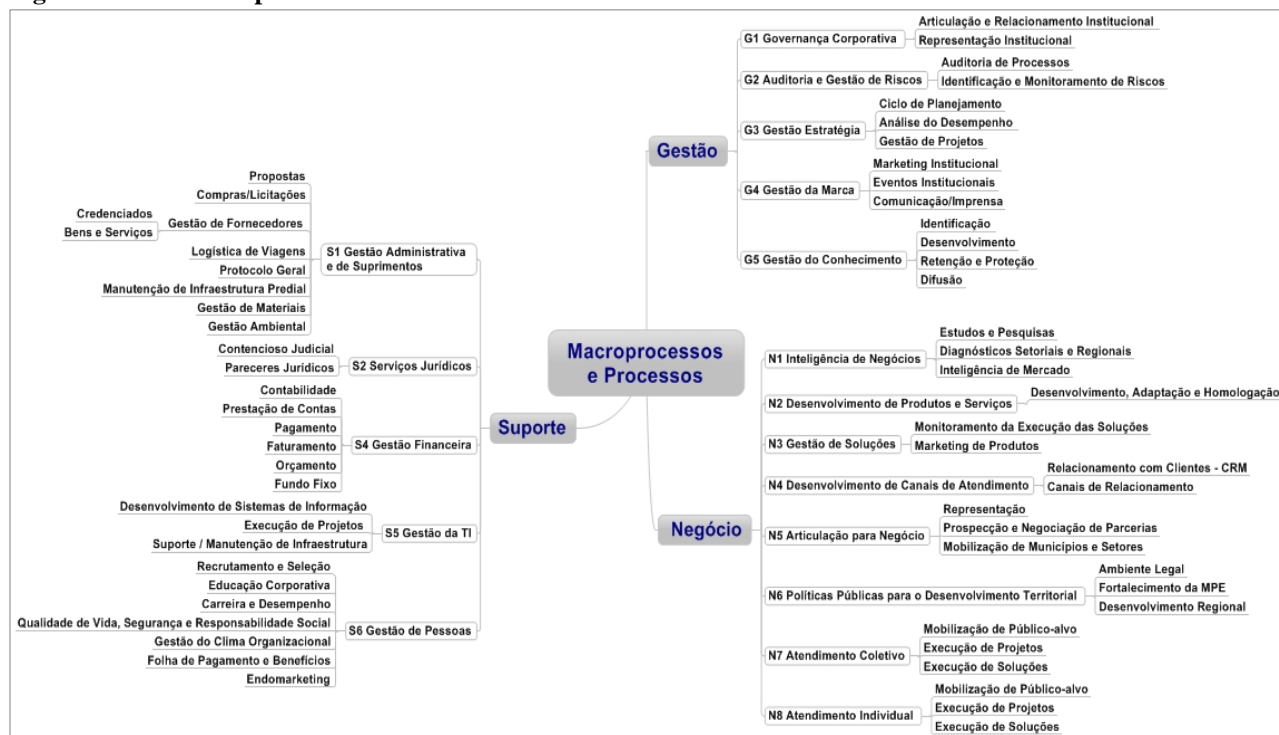 Macroprocessos
e Processos
Gestão
G1 Governança Corporativa
Articulação e Relacionamento Institucional
Representação Institucional
G2 Auditoria e Gestão de Riscos
Auditoria de Processos
Identificação e Monitoramento de Riscos
G3 Gestão Estratégia
Ciclo de Planejamento
Análise do Desempenho
Gestão de Projetos
G4 Gestão da Marca
Marketing Institucional
Eventos Institucionais
Comunicação/Imprensa
G5 Gestão do Conhecimento
Identificação
Desenvolvimento
Retenção e Proteção
Difusão
Negócio
N1 Inteligência de Negócios
Estudos e Pesquisas
Diagnósticos Setoriais e Regionais
Inteligência de Mercado
N2 Desenvolvimento de Produtos e Serviços
Desenvolvimento, Adaptação e Homologação
N3 Gestão de Soluções
Monitoramento da Execução das Soluções
Marketing de Produtos
N4 Desenvolvimento de Canais de Atendimento
Relacionamento com Clientes - CRM
Canais de Relacionamento
N5 Articulação para Negócio
Representação
Prospecção e Negociação de Parcerias
Mobilização de Municípios e Setores
N6 Políticas Públicas para o Desenvolvimento Territorial
Ambiente Legal
Fortalecimento da MPE
Desenvolvimento Regional
N7 Atendimento Coletivo
Mobilização de Público-alvo
Execução de Projetos
Execução de Soluções
N8 Atendimento Individual
Mobilização de Público-alvo
Execução de Projetos
Execução de Soluções
Suporte
S1 Gestão Administrativa
e de Suprimentos
Propostas
Compras/Licitações
Gestão de Fornecedores
Credenciados
Bens e Serviços
Logística de Viagens
Protocolo Geral
Manutenção de Infraestrutura Predial
Gestão de Materiais
Gestão Ambiental
S2 Serviços Jurídicos
Contencioso Judicial
Pareceres Jurídicos
S4 Gestão Financeira
Contabilidade
Prestação de Contas
Pagamento
Faturamento
Orçamento
Fundo Fixo
S5 Gestão da TI
Desenvolvimento de Sistemas de Informação
Execução de Projetos
Suporte / Manutenção de Infraestrutura
S6 Gestão de Pessoas
Recrutamento e Seleção
Educação Corporativa
Carreira e Desempenho
Qualidade de Vida, Segurança e Responsabilidade Social
Gestão do Clima Organizacional
Folha de Pagamento e Benefícios
Endomarketing